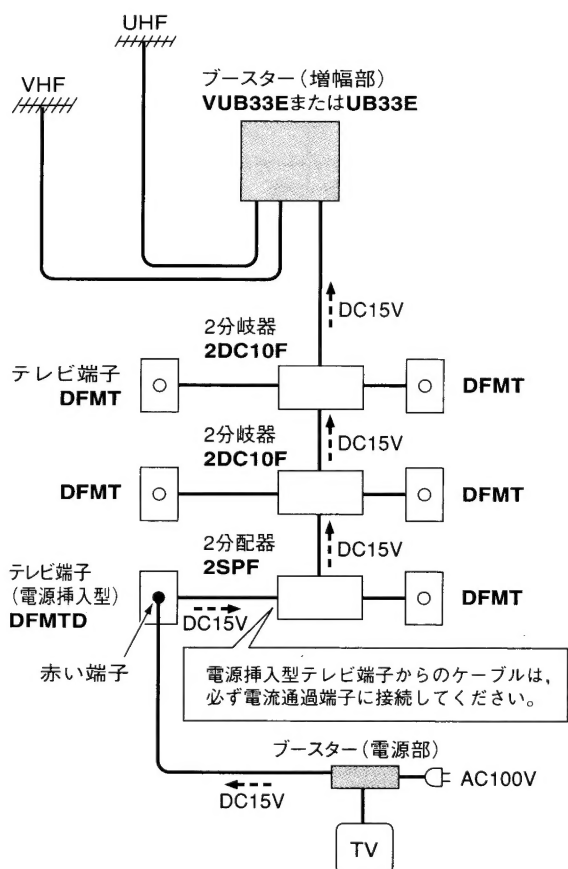 UHF
VHF
ブースター(増幅部)
VUB33EまたはUB33E
DC15V
2分岐器
2DC10F
テレビ端子
DFMT
DFMT
DC15V
2分岐器
2DC10F
DFMT
DFMT
DC15V
2分配器
2SPF
テレビ端子
(電源挿入型)
DFMTD
DFMT
DC15V
赤い端子
電源挿入型テレビ端子からのケーブルは,
必ず電流通過端子に接続してください。
ブースター(電源部)
AC100V
DC15V
TV